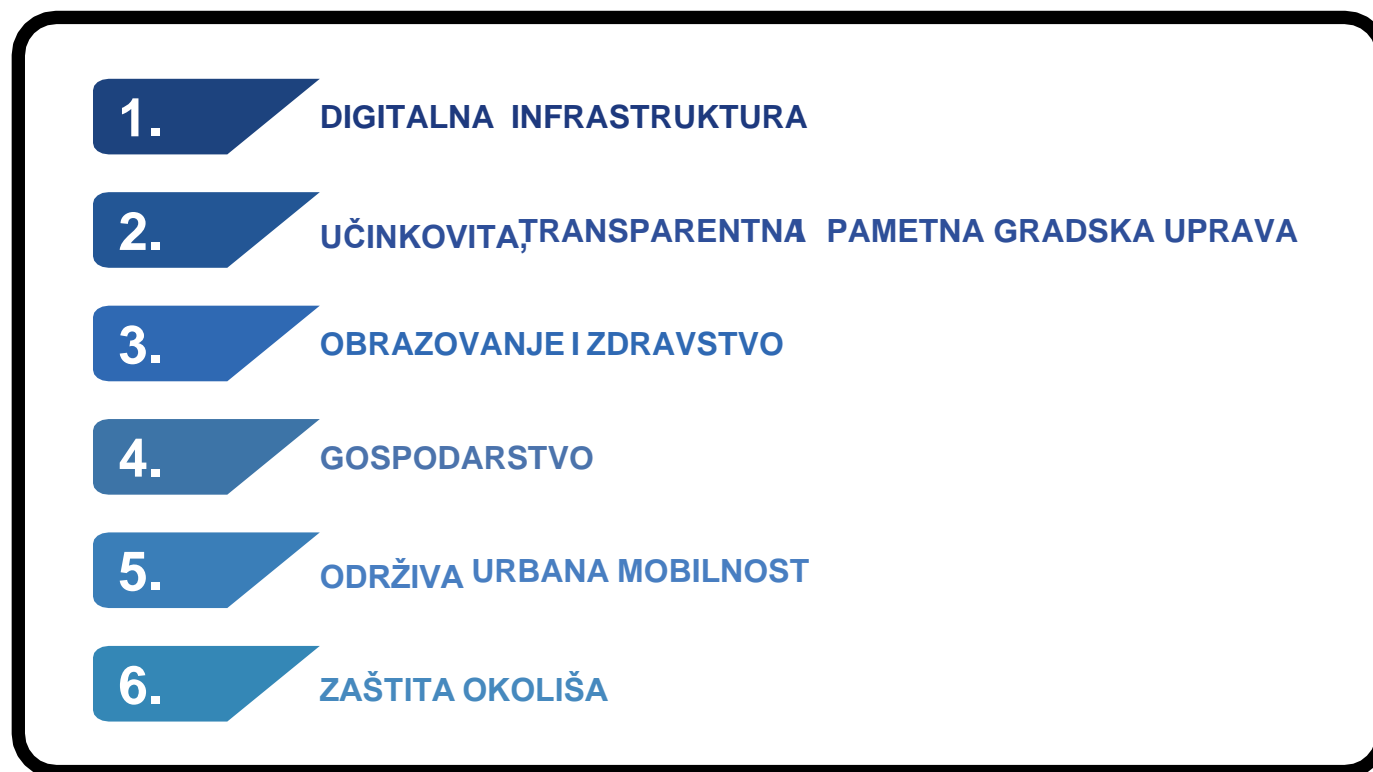 1. DIGITALNA INFRASTRUKTURA
2. UČINKOVITA, TRANSPARENTNA I PAMETNA GRADSKA UPRAVA
3. OBRAZOVANJE I ZDRAVSTVO
4. GOSPODARSTVO
5. ODRŽIVA URBANA MOBILNOST
6. ZAŠTITA OKOLIŠA